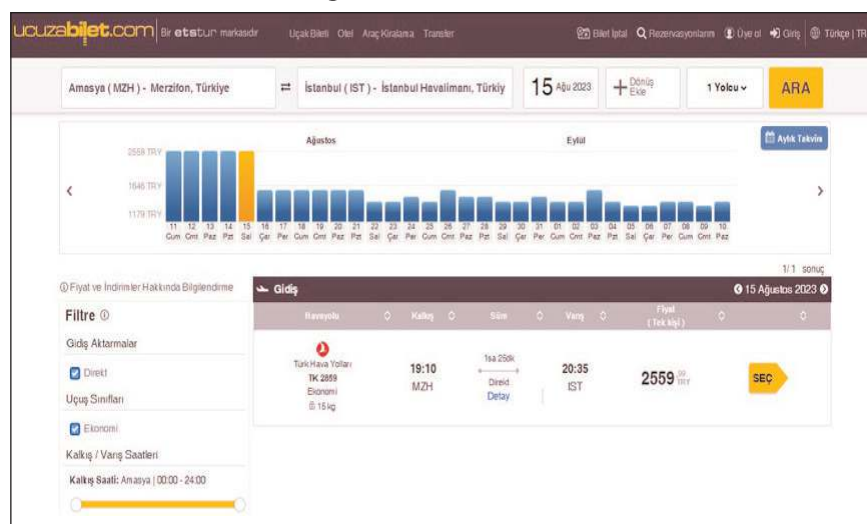 ucuzabilet.com Bir etstur markasıdır Uçak Bileti Otel Araç Kiralama Transfer Bilet İptal Rezervasyonlarım Üye ol Giriş Türkçe | TR
Amasya ( MZH ) - Merzifon, Türkiye İstanbul ( IST ) - İstanbul Havalimanı, Türkiy 15 Ağu 2023 + Dönüş Ekle 1 Yolcu ARA
Ağustos Eylül Aylık Takvim
2559 TRY
1646 TRY
1179 TRY
11 12 13 14 15 16 17 18 19 20 21 22 23 24 25 26 27 28 29 30 31 01 02 03 04 05 06 07 08 09 10
Cum Cmt Paz Pzt Sal Çar Per Cum Cmt Paz Pzt Sal Çar Per Cum Cmt Paz Pzt Sal Çar Per Cum Cmt Paz Pzt Sal Çar Per Cum Cmt Paz
1/1 sonuç
Fiyat ve İndirimler Hakkında Bilgilendirme
Gidiş 15 Ağustos 2023
Filtre
Havayolu Kalkış Süre Varış Fiyat
( Tek kişi )
Gidiş Aktarmalar
Direkt
Uçuş Sınıfları
Ekonomi
Kalkış / Varış Saatleri
Kalkış Saati: Amasya | 00:00 - 24:00
Türk Hava Yolları
TK 2859
Ekonomi
15 kg
19:10
MZH
1sa 25dk
Direkt
Detay
20:35
IST
2559 TRY
SEÇ